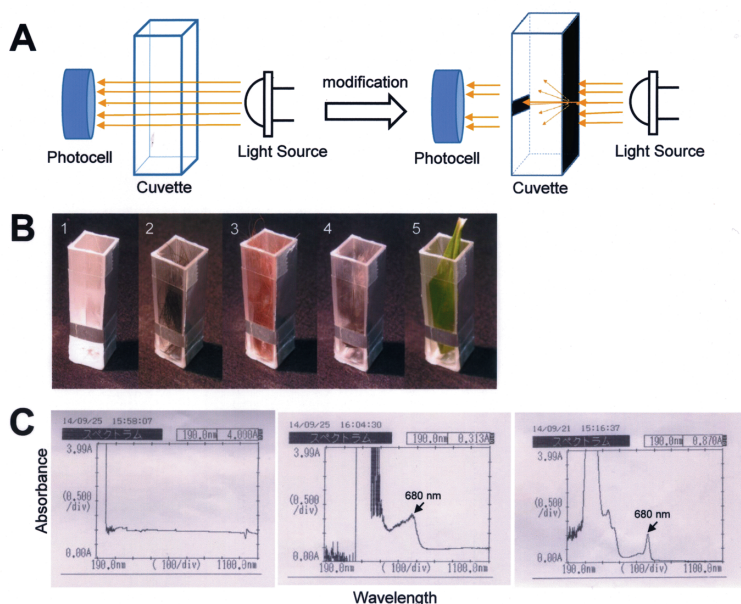 A
Photocell
Cuvette
Light Source
modification
Photocell
Cuvette
Light Source
B
1
2
3
4
5
C
Absorbance
14/09/25 15:58:07
スペクトラム
190.0nm 4.000A
3.99A
(0.500
/div)
0.00A
190.0nm (100/div) 1100.0nm
14/09/25 16:04:30
スペクトラム
190.0nm 0.313A
3.99A
(0.500
/div)
0.00A
680 nm
190.0nm (100/div) 1100.0nm
14/09/21 15:16:37
スペクトラム
190.0nm 0.870A
3.99A
(0.500
/div)
0.00A
680 nm
190.0nm (100/div) 1100.0nm
Wavelength